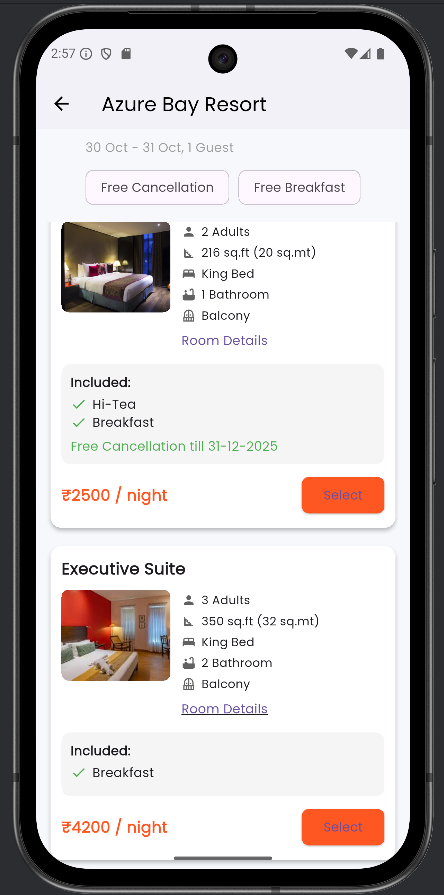 2:57
Azure Bay Resort
30 Oct - 31 Oct, 1 Guest
Free Cancellation
Free Breakfast
2 Adults
216 sq.ft (20 sq.mt)
King Bed
1 Bathroom
Balcony
Room Details
Included:
Hi-Tea
Breakfast
Free Cancellation till 31-12-2025
₹2500 / night
Select
Executive Suite
3 Adults
350 sq.ft (32 sq.mt)
King Bed
2 Bathroom
Balcony
Room Details
Included:
Breakfast
₹4200 / night
Select